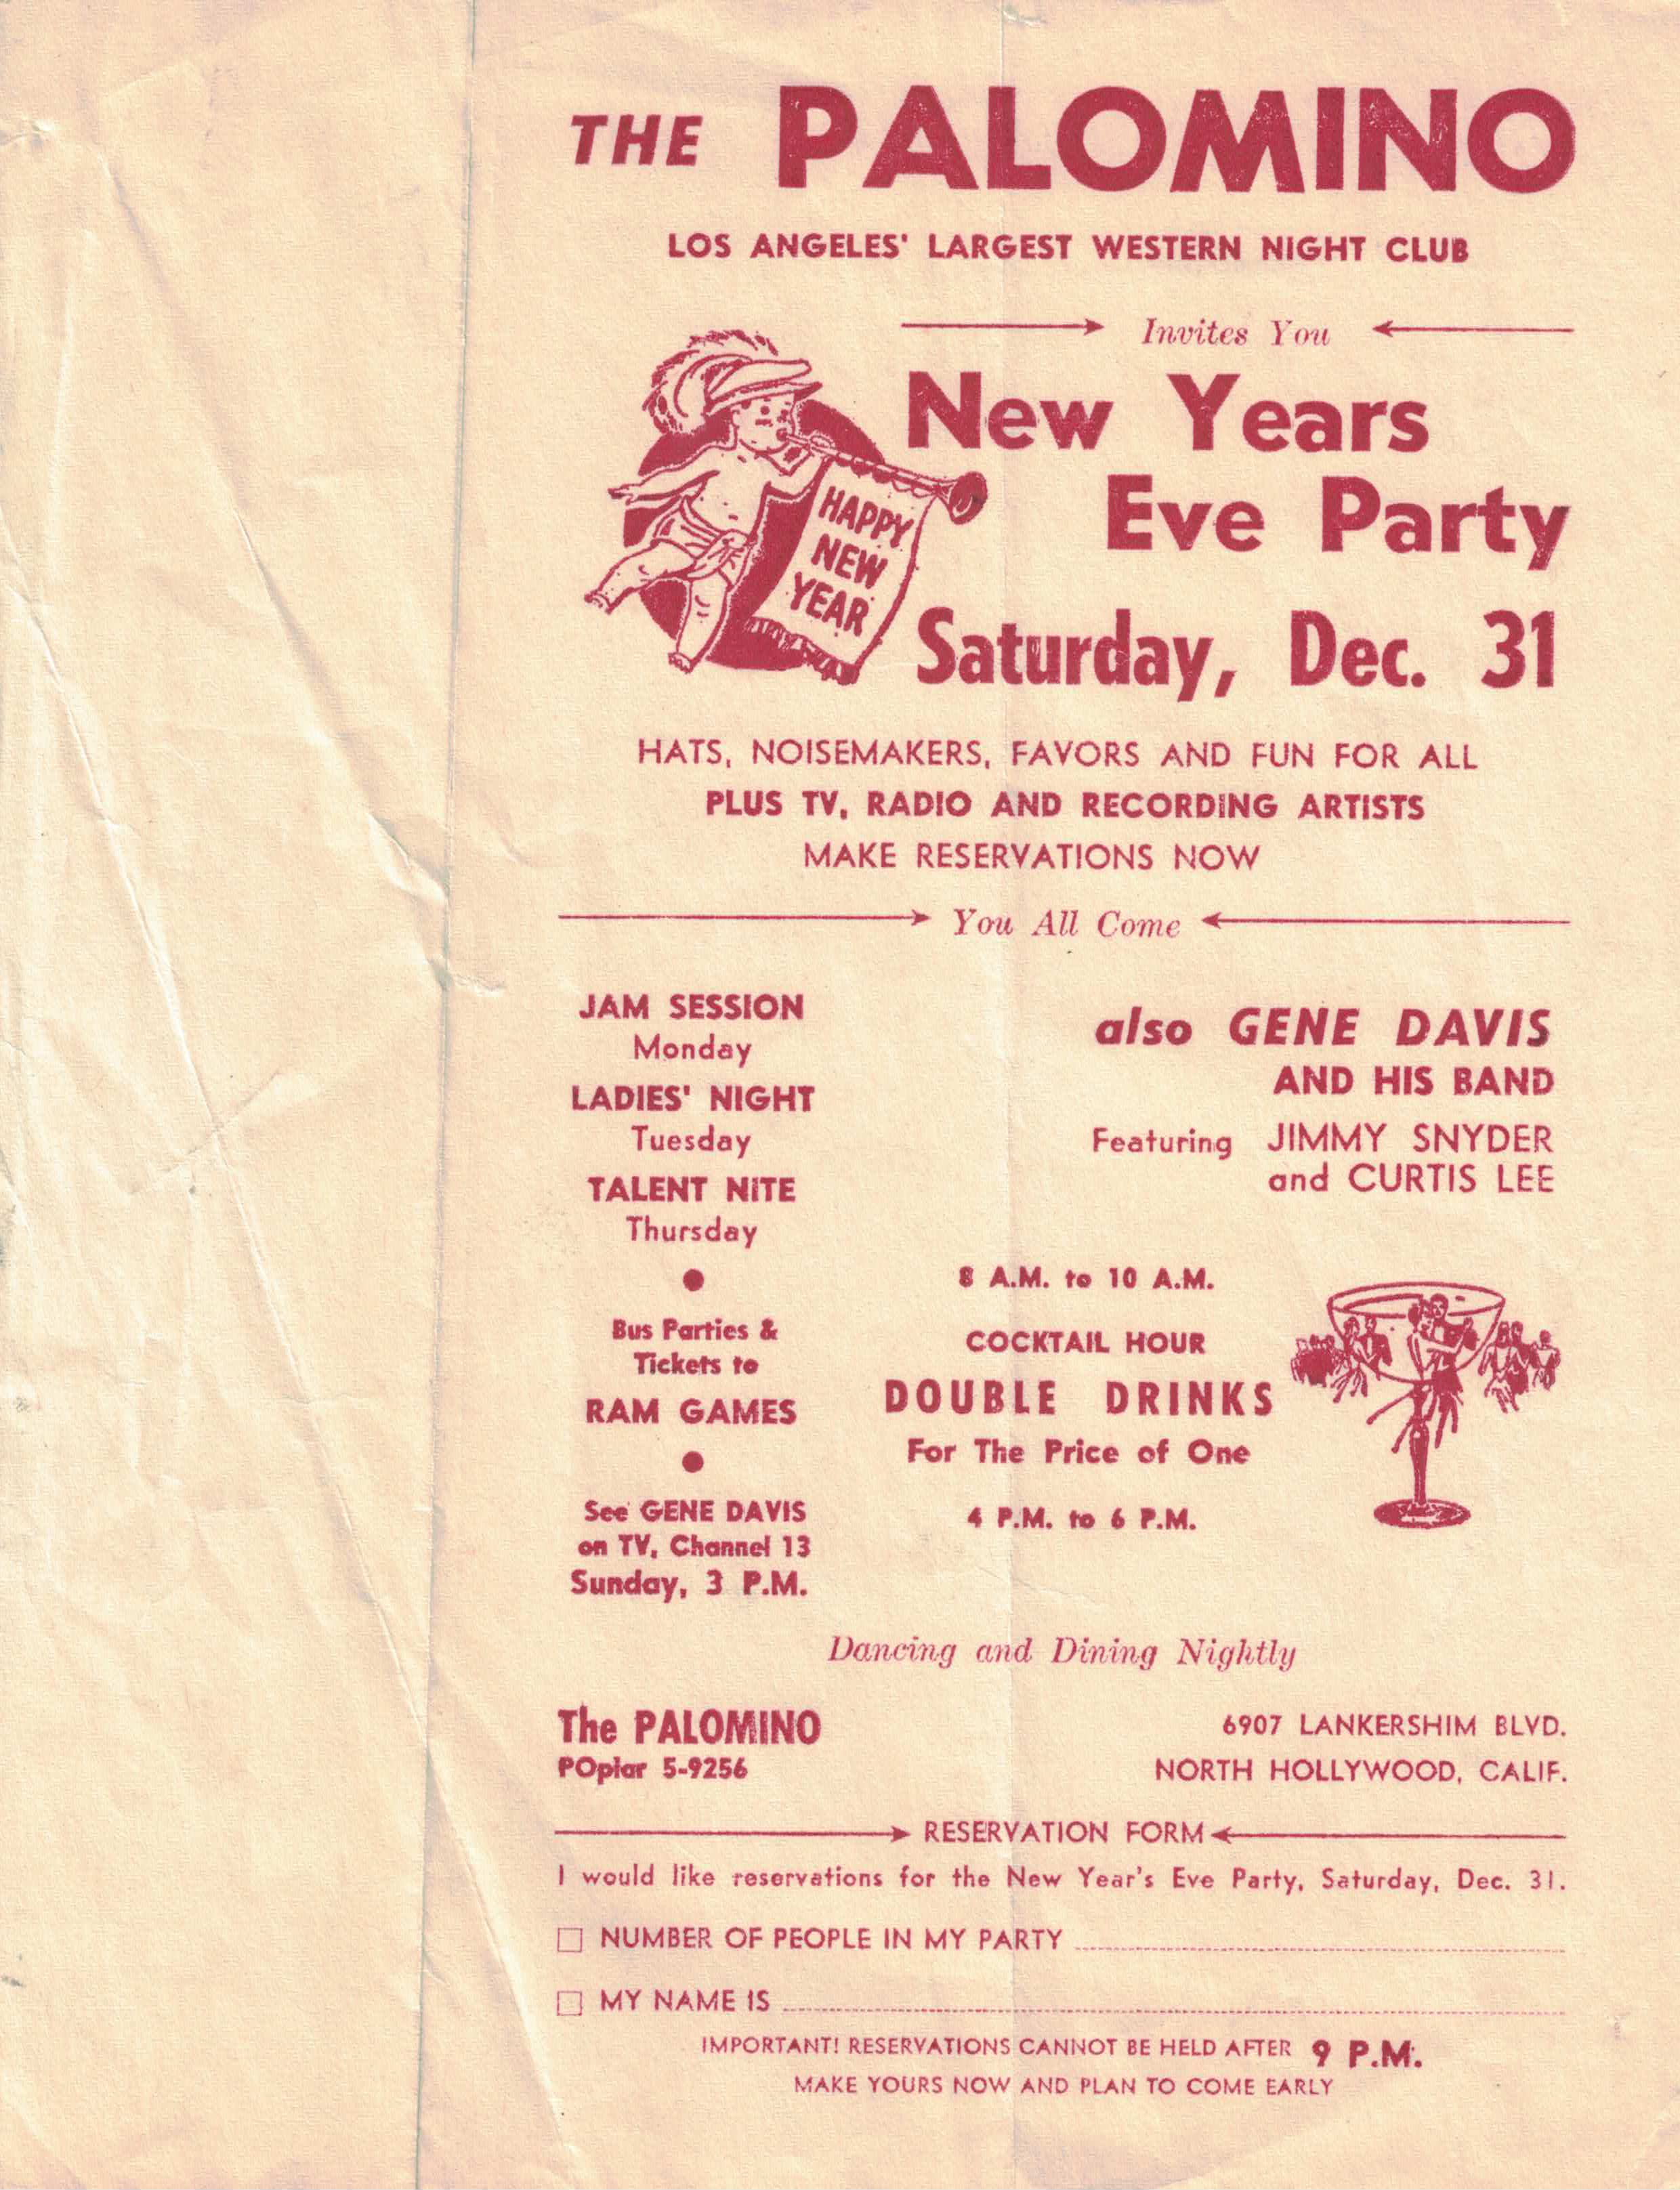 THE PALOMINO
LOS ANGELES' LARGEST WESTERN NIGHT CLUB
Invites You
New Years
Eve Party
HAPPY
NEW
YEAR
Saturday, Dec. 31
HATS, NOISEMAKERS, FAVORS AND FUN FOR ALL
PLUS TV, RADIO AND RECORDING ARTISTS
MAKE RESERVATIONS NOW
You All Come
JAM SESSION
Monday
LADIES' NIGHT
Tuesday
TALENT NITE
Thursday
Bus Parties &
Tickets to
RAM GAMES
See GENE DAVIS
on TV, Channel 13
Sunday, 3 P.M.
also GENE DAVIS
AND HIS BAND
Featuring JIMMY SNYDER
and CURTIS LEE
8 A.M. to 10 A.M.
COCKTAIL HOUR
DOUBLE DRINKS
For The Price of One
4 P.M. to 6 P.M.
Dancing and Dining Nightly
The PALOMINO
POplar 5-9256
6907 LANKERSHIM BLVD.
NORTH HOLLYWOOD, CALIF.
RESERVATION FORM
I would like reservations for the New Year's Eve Party, Saturday, Dec. 31.
NUMBER OF PEOPLE IN MY PARTY
MY NAME IS
IMPORTANT! RESERVATIONS CANNOT BE HELD AFTER 9 P.M.
MAKE YOURS NOW AND PLAN TO COME EARLY